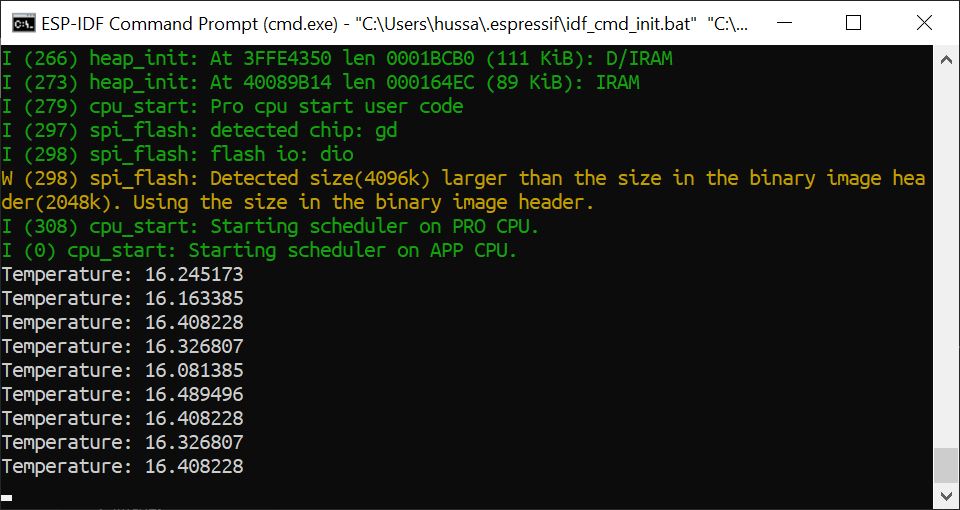 ESP-IDF Command Prompt (cmd.exe) - "C:\Users\hussa\.espressif\idf_cmd_init.bat"  "C:\...
I (266) heap_init: At 3FFE4350 len 0001BCB0 (111 KiB): D/IRAM
I (273) heap_init: At 40089B14 len 000164EC (89 KiB): IRAM
I (279) cpu_start: Pro cpu start user code
I (297) spi_flash: detected chip: gd
I (298) spi_flash: flash io: dio
W (298) spi_flash: Detected size(4096k) larger than the size in the binary image hea
der(2048k). Using the size in the binary image header.
I (308) cpu_start: Starting scheduler on PRO CPU.
I (0) cpu_start: Starting scheduler on APP CPU.
Temperature: 16.245173
Temperature: 16.163385
Temperature: 16.408228
Temperature: 16.326807
Temperature: 16.081385
Temperature: 16.489496
Temperature: 16.408228
Temperature: 16.326807
Temperature: 16.408228